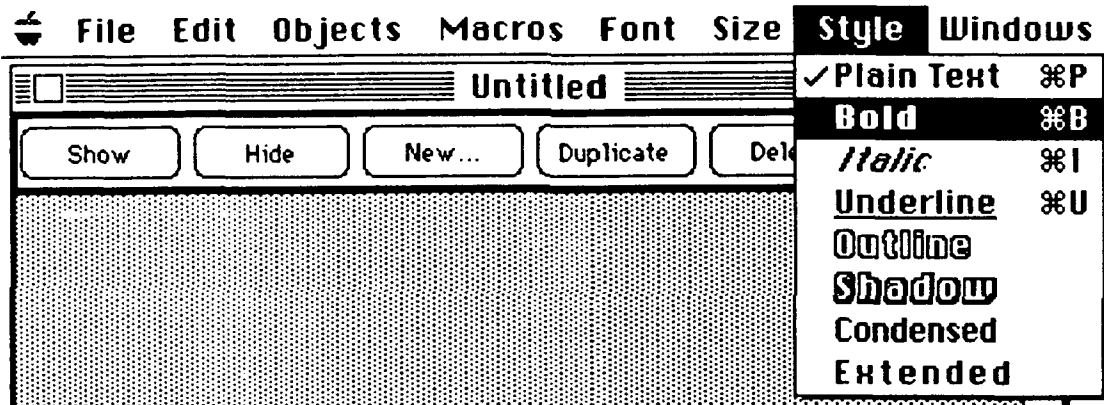 File Edit Objects Macros Font Size Style Windows
Untitled
Show Hide New... Duplicate
✓Plain Text ⌘P
Bold ⌘B
Italic ⌘I
Underline ⌘U
Outline
Shadow
Condensed
Extended